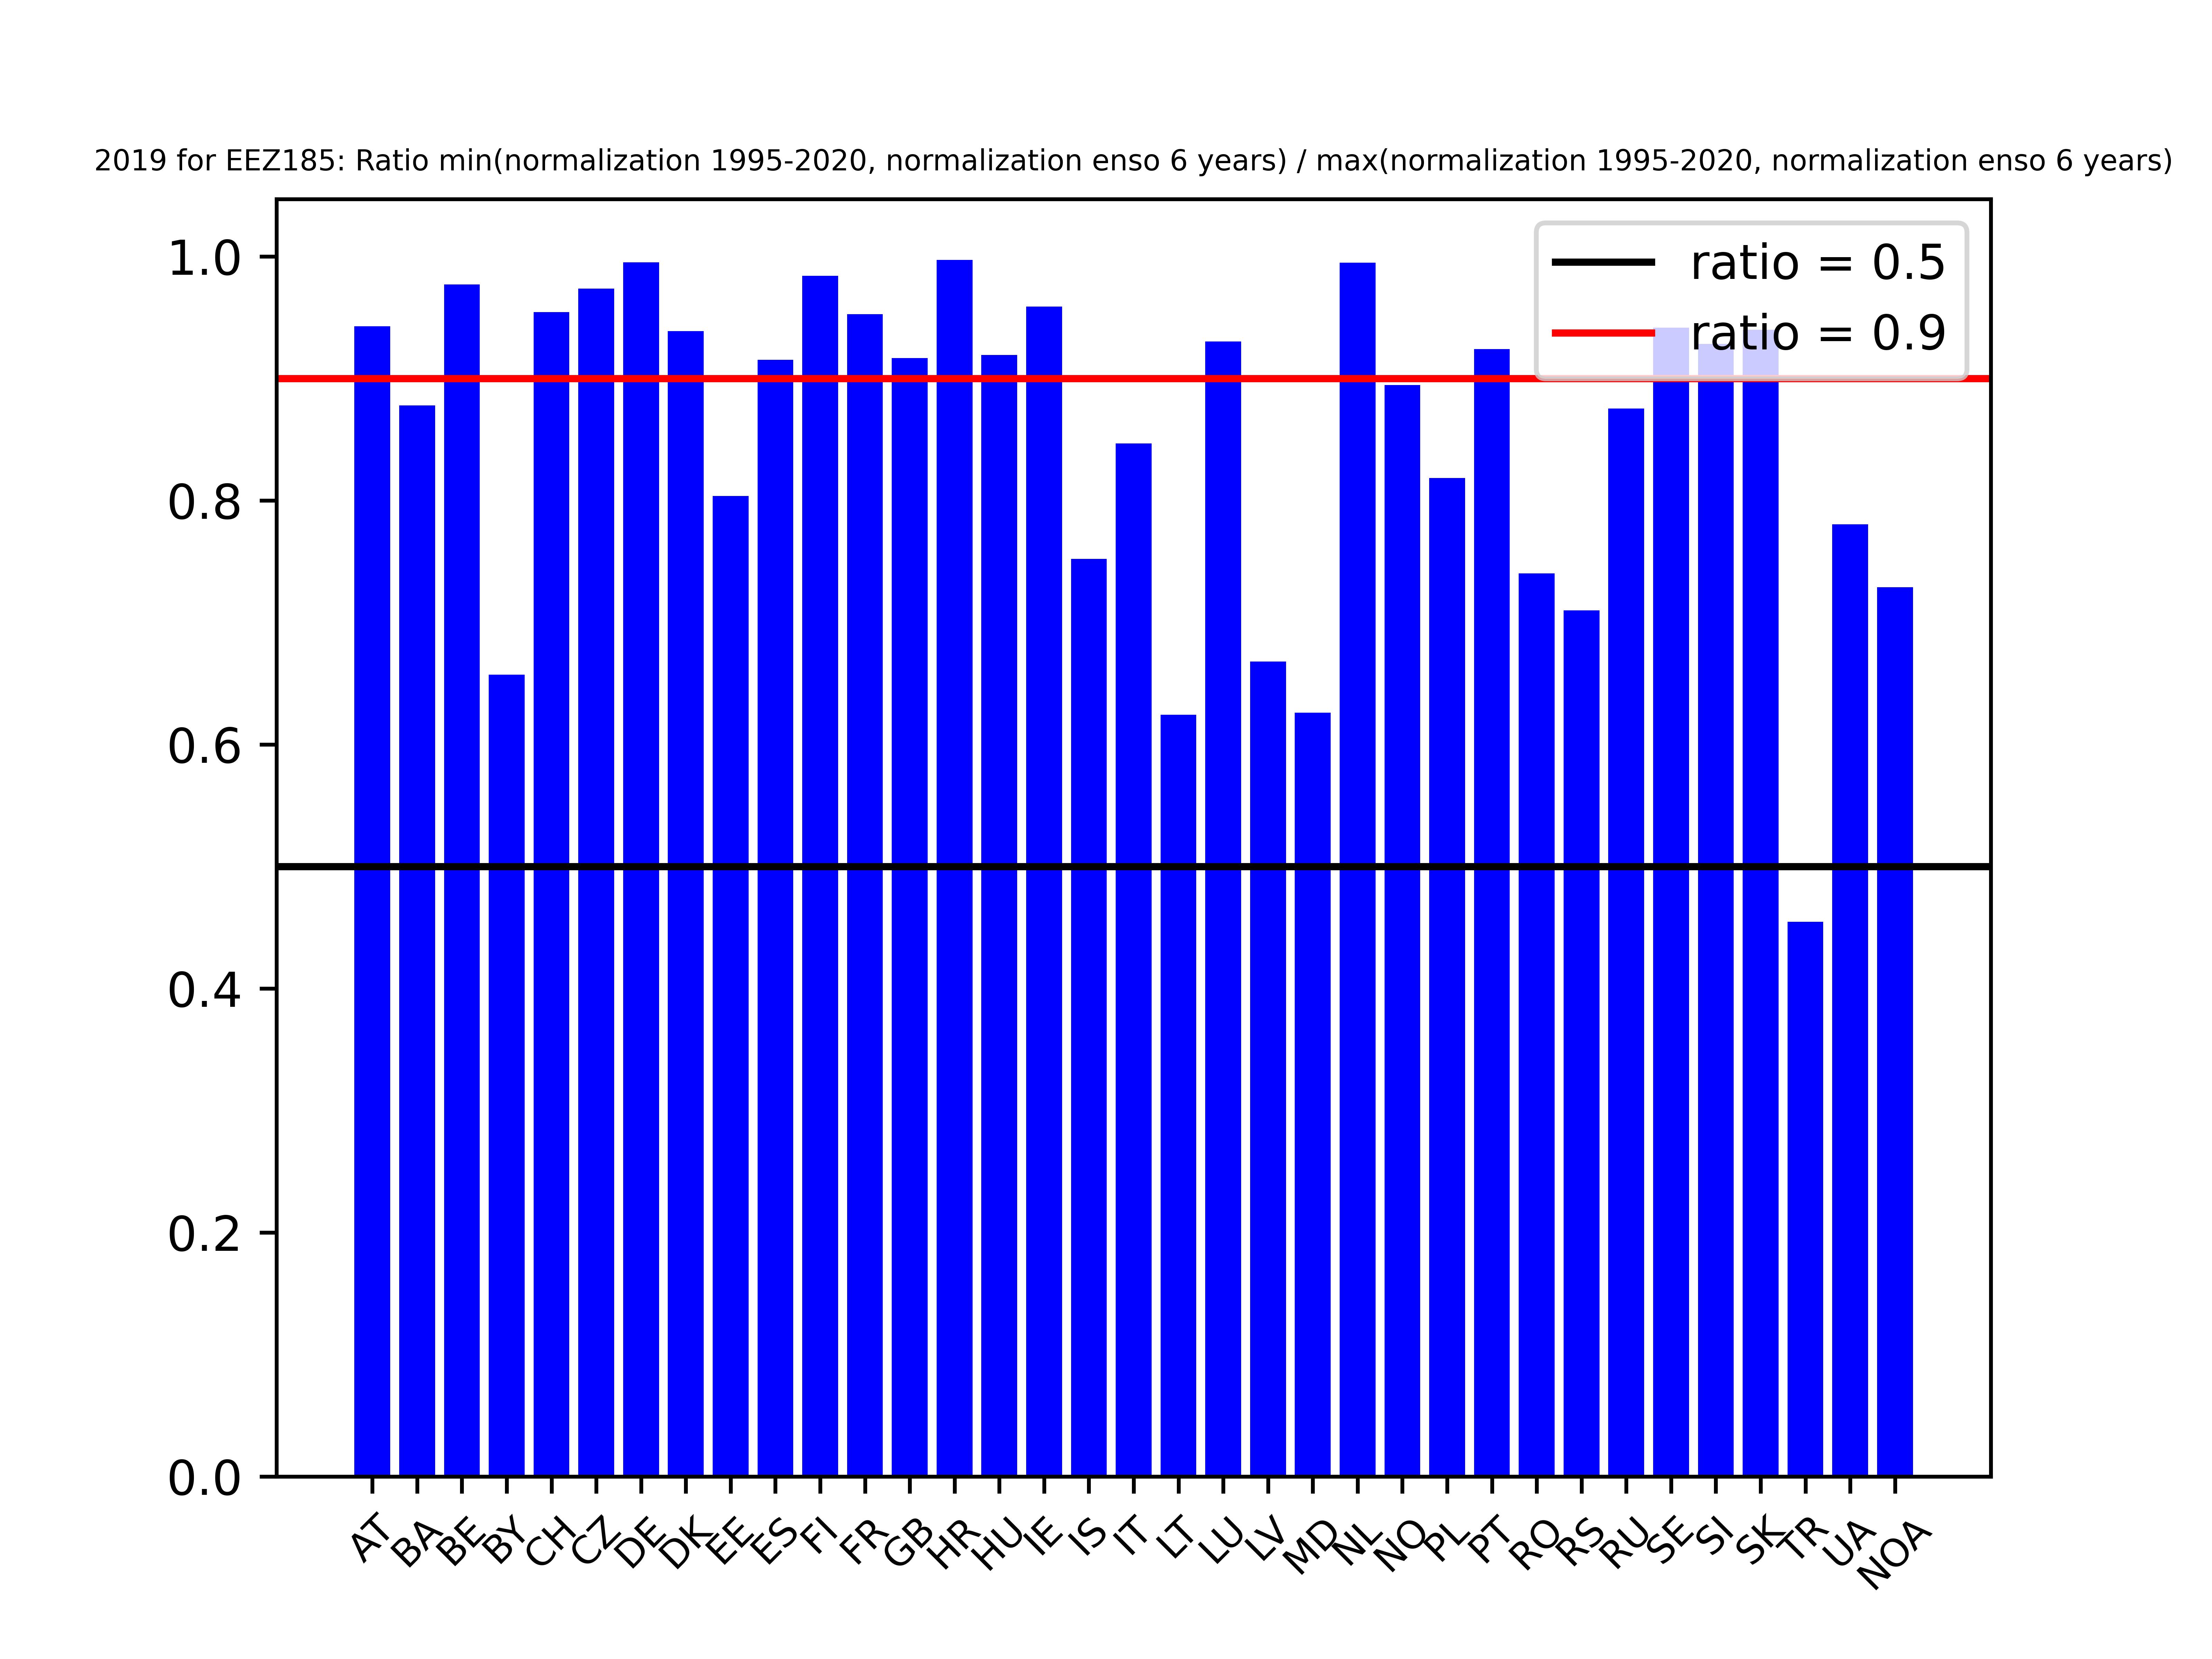 2019 for EEZ185: Ratio min(normalization 1995-2020, normalization enso 6 years) / max(normalization 1995-2020, normalization enso 6 years)
ratio = 0.5
ratio = 0.9
1.0
0.8
0.6
0.4
0.2
0.0
AT BA BE BY CH CZ DE DK EE ES FI FR GB HR HU IE IS IT LT LU LV MD NL NO PL PT RO RS RU SE SI SK TR UA NOA